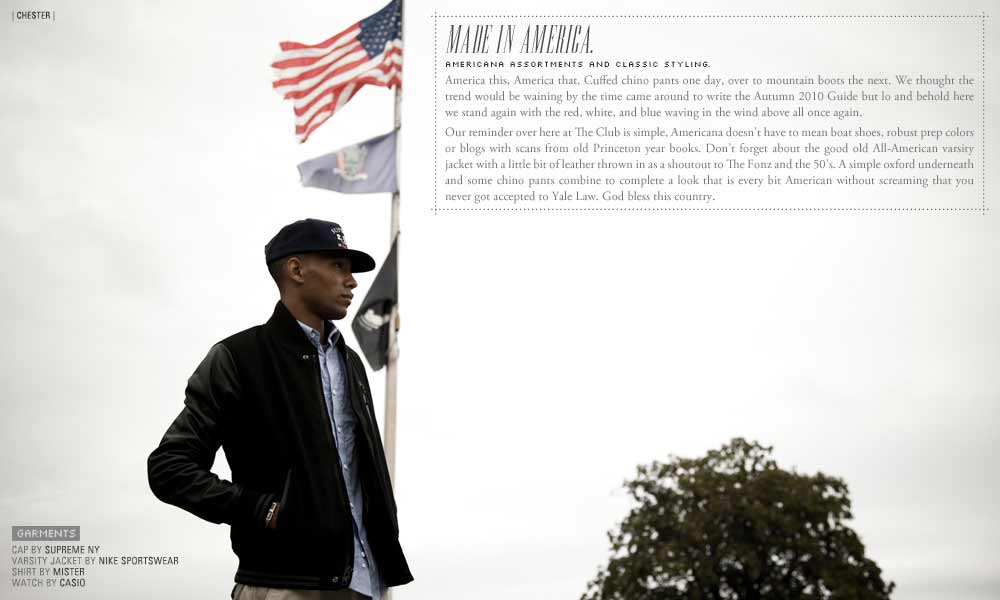 | CHESTER |
MADE IN AMERICA.
AMERICANA ASSORTMENTS AND CLASSIC STYLING.
America this, America that. Cuffed chino pants one day, over to mountain boots the next. We thought the
trend would be waining by the time came around to write the Autumn 2010 Guide but lo and behold here
we stand again with the red, white, and blue waving in the wind above all once again.
Our reminder over here at The Club is simple, Americana doesn't have to mean boat shoes, robust prep colors
or blogs with scans from old Princeton year books. Don't forget about the good old All-American varsity
jacket with a little bit of leather thrown in as a shoutout to The Fonz and the 50's. A simple oxford underneath
and some chino pants combine to complete a look that is every bit American without screaming that you
never got accepted to Yale Law. God bless this country.
GARMENTS
CAP BY SUPREME NY
VARSITY JACKET BY NIKE SPORTSWEAR
SHIRT BY MISTER
WATCH BY CASIO